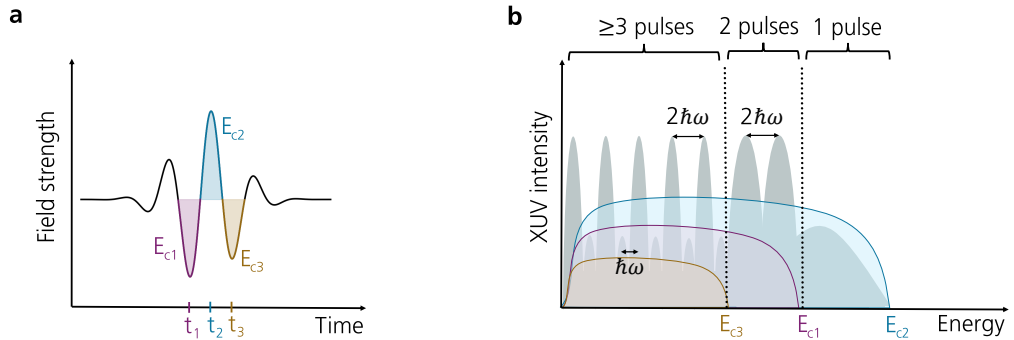 a
Field strength
E_c2
E_c1
E_c3
t_1 t_2 t_3
Time
b
≥3 pulses 2 pulses 1 pulse
XUV intensity
2ħω 2ħω
ħω
E_c3 E_c1 E_c2
Energy